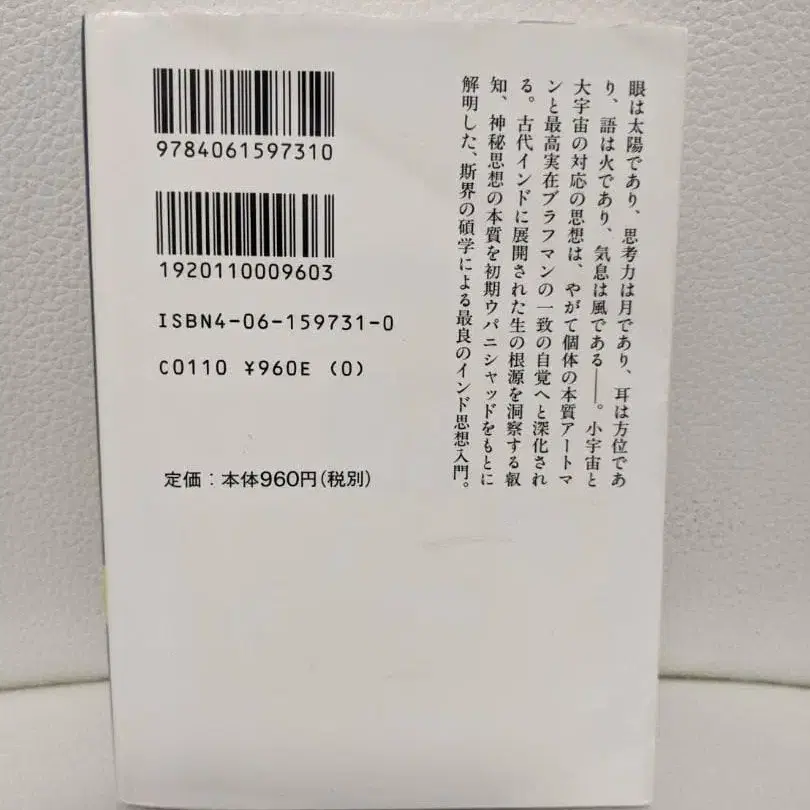 眼は太陽であり、思考力は月であり、耳は方位であ
り、語は火であり、気息は風である――。小宇宙と
大宇宙の対応の思想は、やがて個体の本質アートマ
ンと最高実在ブラフマンの一致の自覚へと深化され
る。古代インドに展開された生の根源を洞察する叡
知、神秘思想の本質を初期ウパニシャッドをもとに
解明した、斯界の碩学による最良のインド思想入門。
9784061597310
1920110009603
ISBN4-06-159731-0
C0110 ¥960E (0)
定価：本体960円(税別)